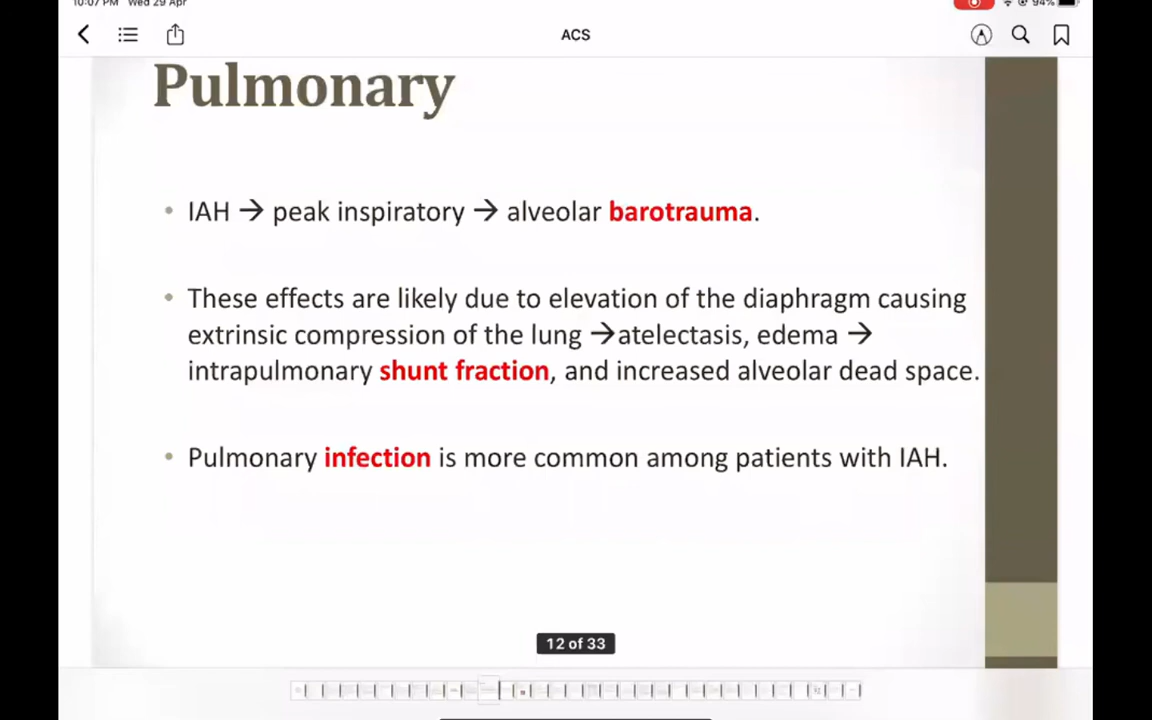 10:07 PM Wed 29 Apr
94%
ACS
Pulmonary
• IAH → peak inspiratory → alveolar barotrauma.
• These effects are likely due to elevation of the diaphragm causing
extrinsic compression of the lung →atelectasis, edema →
intrapulmonary shunt fraction, and increased alveolar dead space.
• Pulmonary infection is more common among patients with IAH.
12 of 33